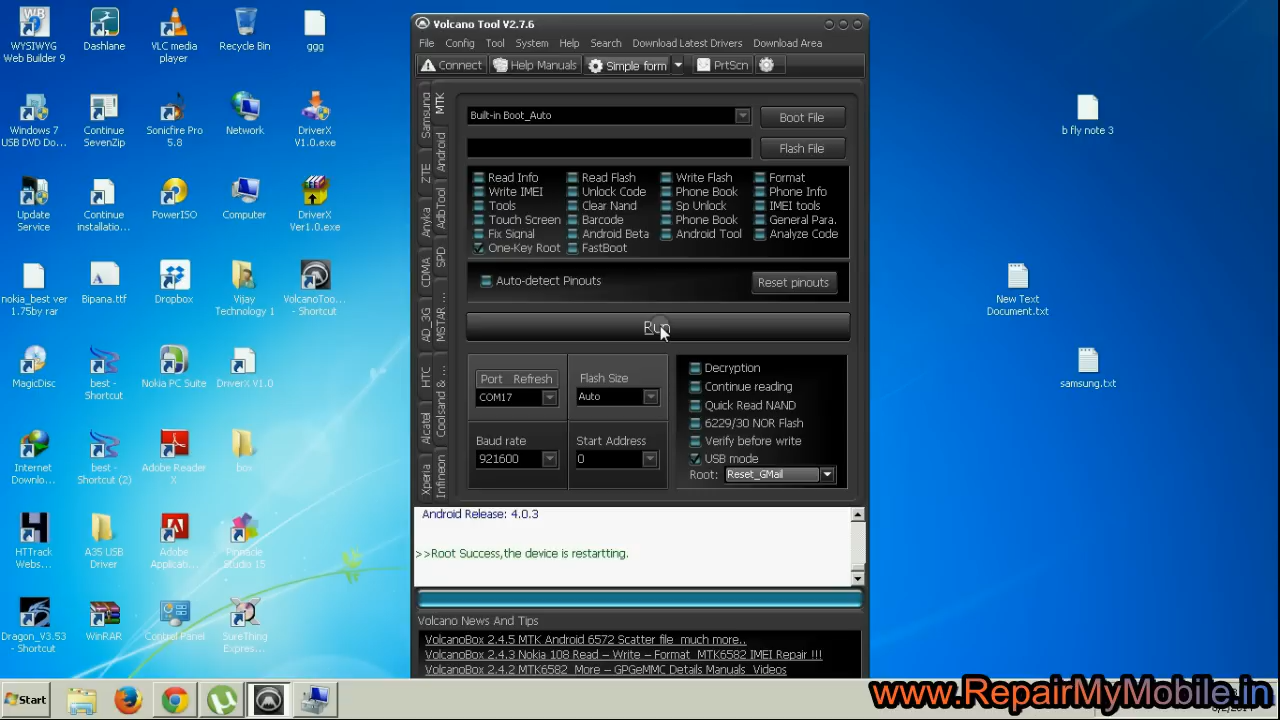 WYSIWYG
Web Builder 9
Dashlane
VLC media
player
Recycle Bin
ggg
Windows 7
USB DVD Do...
Continue
SevenZip
Sonicfire Pro
5.8
Network
DriverX
V1.0.exe
Update
Service
Continue
installatio...
PowerISO
Computer
DriverX
Ver1.0.exe
nokia_best ver
1.75by rar
Bipana.ttf
Dropbox
Vijay
Technology 1
VolcanoToo...
- Shortcut
MagicDisc
best -
Shortcut
Nokia PC Suite
DriverX V1.0
Internet
Downlo...
best -
Shortcut (2)
Adobe Reader
X
box
HTTrack
Webs...
A35 USB
Driver
Adobe
Applicati...
Pinnacle
Studio 15
Dragon_V3.53
- Shortcut
WinRAR
Control Panel
SureThing
Expres...
Volcano Tool V2.7.6
File Config Tool System Help Search Download Latest Drivers Download Area
Connect Help Manuals Simple form PrtScn
Samsung
ZTE
Anyka
CDMA
AD_3G
HTC
Alcatel
Xperia
MTK
Android
AdbTool
SPD
MSTAR ...
Coolsand & ...
Infineon
Built-in Boot_Auto
Boot File
Flash File
Read Info Read Flash Write Flash Format
Write IMEI Unlock Code Phone Book Phone Info
Tools Clear Nand Sp Unlock IMEI tools
Touch Screen Barcode Phone Book General Para.
Fix Signal Android Beta Android Tool Analyze Code
One-Key Root FastBoot
Auto-detect Pinouts
Reset pinouts
Run
Port Refresh
COM17
Flash Size
Auto
Baud rate
921600
Start Address
0
Decryption
Continue reading
Quick Read NAND
6229/30 NOR Flash
Verify before write
USB mode
Root: Reset_GMail
Android Release: 4.0.3
>>Root Success,the device is restartting.
Volcano News And Tips
VolcanoBox 2.4.5 MTK Android 6572 Scatter file much more..
VolcanoBox 2.4.3 Nokia 108 Read – Write – Format MTK6582 IMEI Repair !!!
VolcanoBox 2.4.2 MTK6582 More – GPGeMMC Details Manuals Videos
b fly note 3
New Text
Document.txt
samsung.txt
Start
www.RepairMyMobile.in